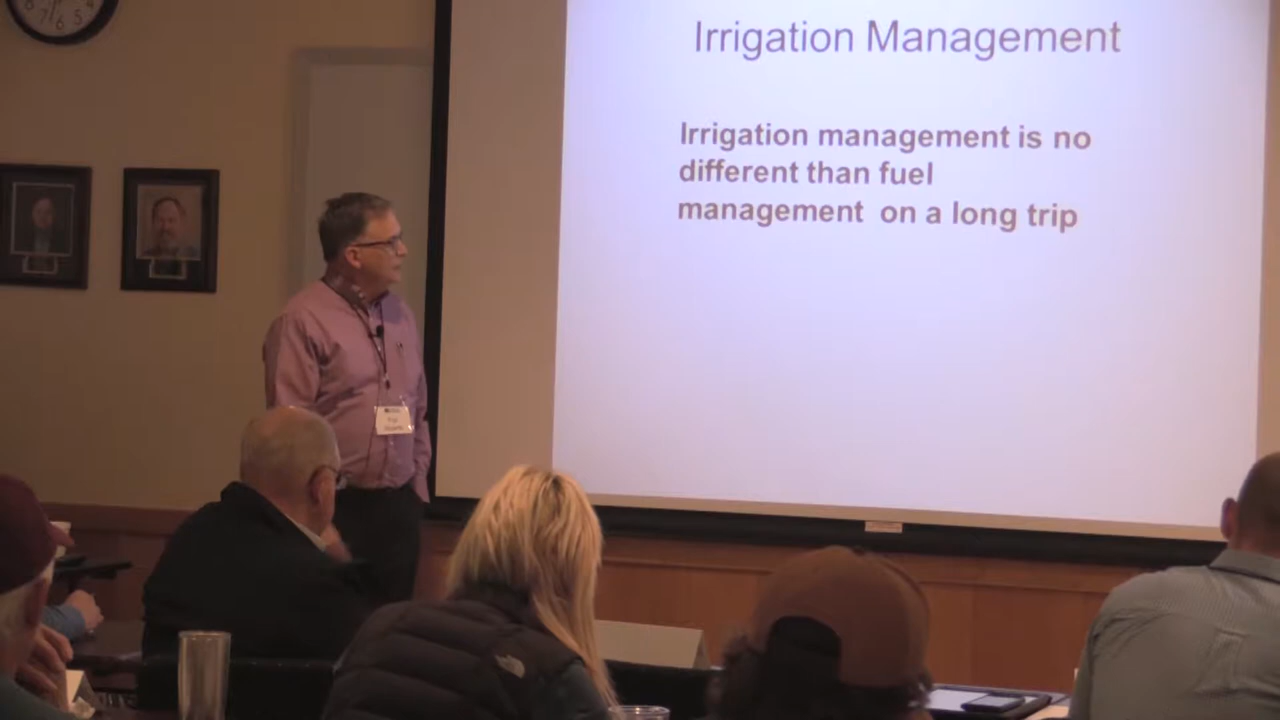 Irrigation Management
Irrigation management is no
different than fuel
management on a long trip